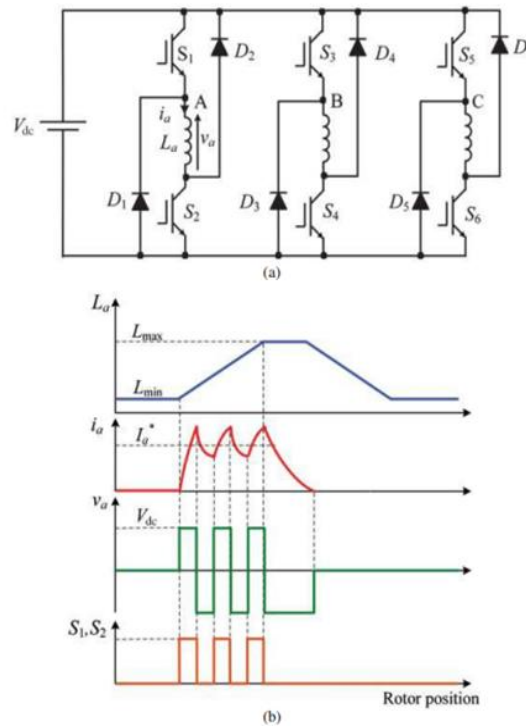 S1 D2 S3 D4 S5 D
A B C
Vdc ia La va
D1 S2 D3 S4 D5 S6
(a)
La
Lmax
Lmin
ia
Ia*
va
Vdc
S1, S2
Rotor position
(b)